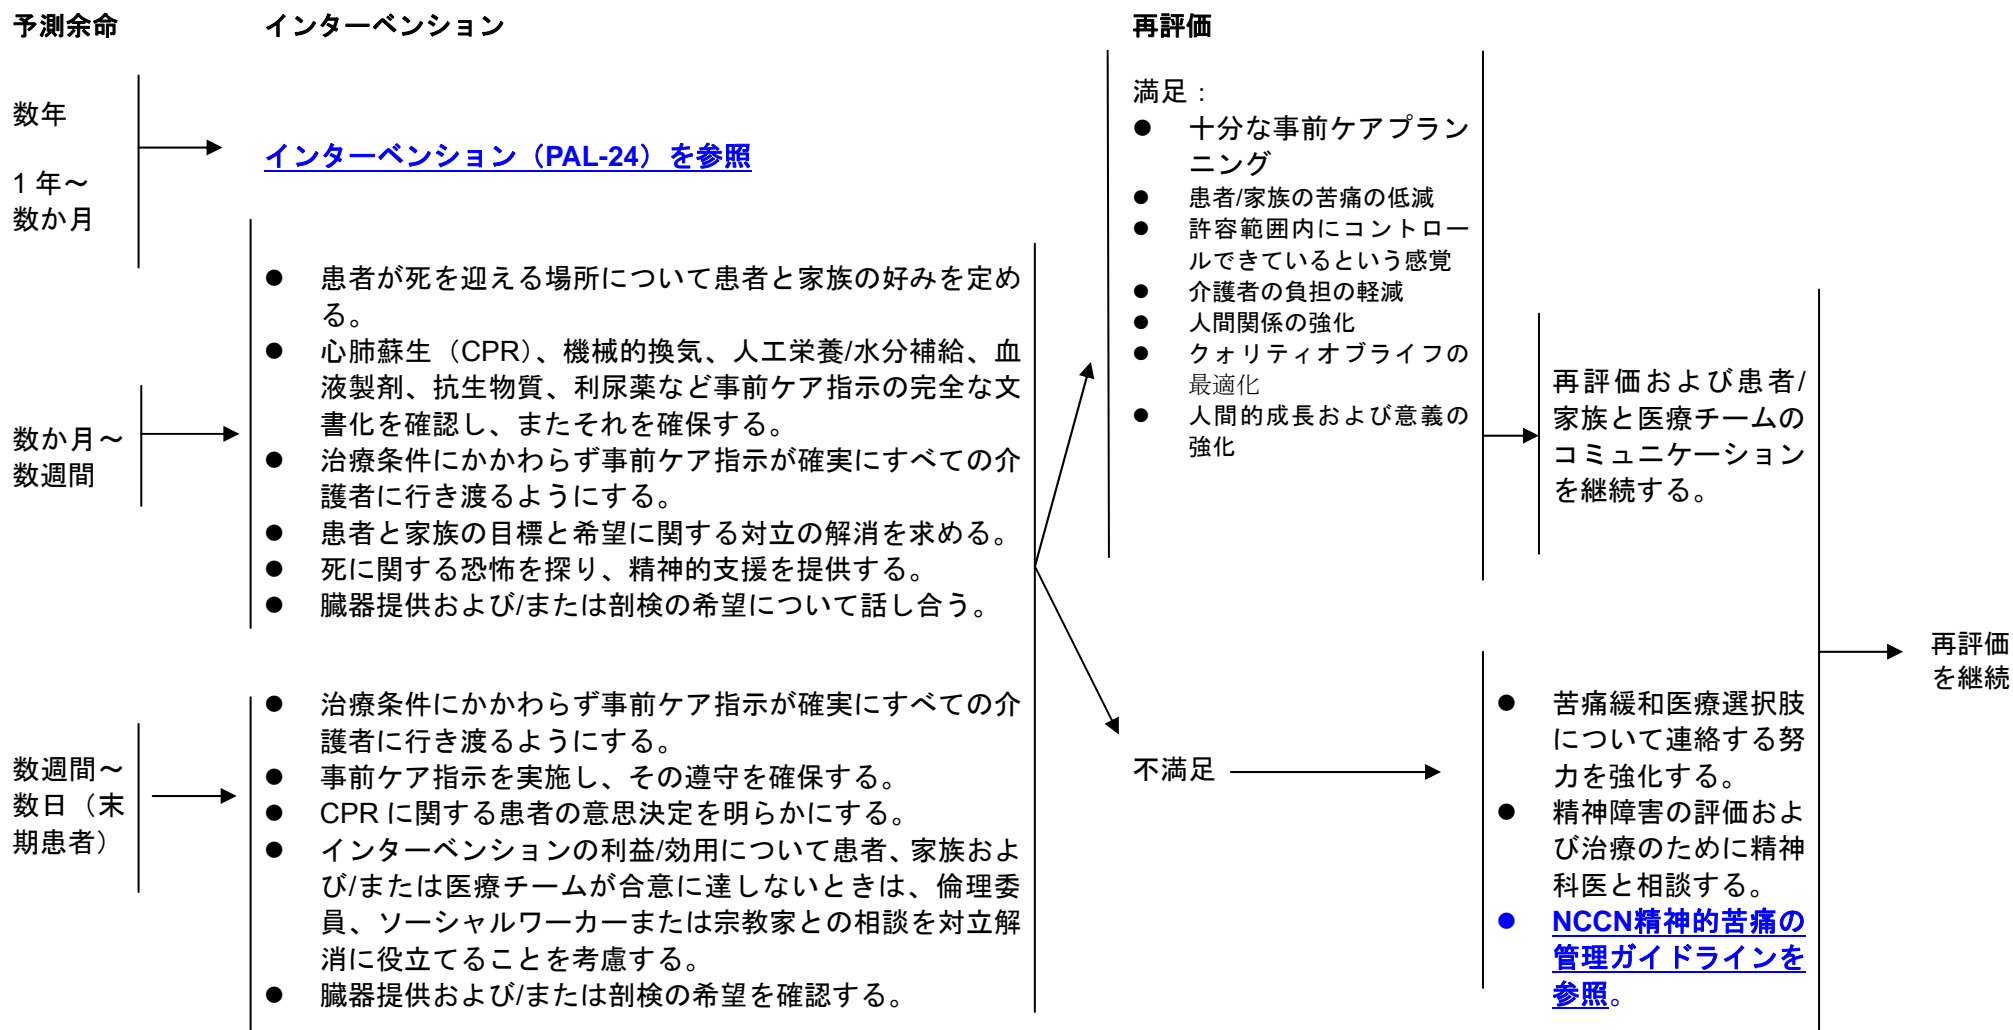 予測余命
インターベンション
再評価
数年
1 年～
数か月
インターベンション（PAL-24）を参照
数か月～
数週間
● 患者が死を迎える場所について患者と家族の好みを定め
る。
● 心肺蘇生（CPR）、機械的換気、人工栄養/水分補給、血
液製剤、抗生物質、利尿薬など事前ケア指示の完全な文
書化を確認し、またそれを確保する。
● 治療条件にかかわらず事前ケア指示が確実にすべての介
護者に行き渡るようにする。
● 患者と家族の目標と希望に関する対立の解消を求める。
● 死に関する恐怖を探り、精神的支援を提供する。
● 臓器提供および/または剖検の希望について話し合う。
数週間～
数日（末
期患者）
● 治療条件にかかわらず事前ケア指示が確実にすべての介
護者に行き渡るようにする。
● 事前ケア指示を実施し、その遵守を確保する。
● CPR に関する患者の意思決定を明らかにする。
● インターベンションの利益/効用について患者、家族およ
び/または医療チームが合意に達しないときは、倫理委
員、ソーシャルワーカーまたは宗教家との相談を対立解
消に役立てることを考慮する。
● 臓器提供および/または剖検の希望を確認する。
満足：
● 十分な事前ケアプラン
ニング
● 患者/家族の苦痛の低減
● 許容範囲内にコントロー
ルできているという感覚
● 介護者の負担の軽減
● 人間関係の強化
● クォリティオブライフの
最適化
● 人間的成長および意義の
強化
再評価および患者/
家族と医療チームの
コミュニケーション
を継続する。
不満足
● 苦痛緩和医療選択肢
について連絡する努
力を強化する。
● 精神障害の評価およ
び治療のために精神
科医と相談する。
● NCCN精神的苦痛の
管理ガイドラインを
参照。
再評価
を継続